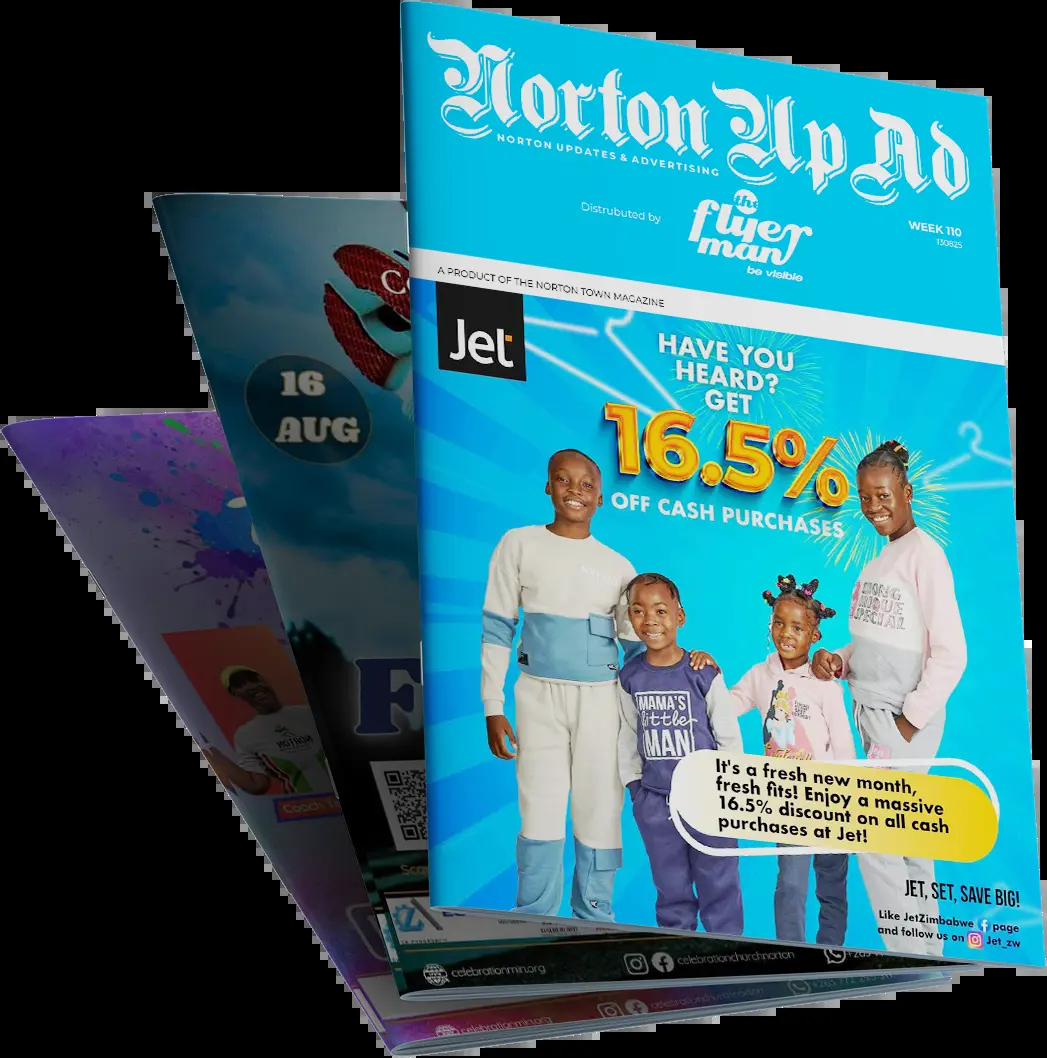 Norton Up Ad
NORTON UPDATES & ADVERTISING
Distrubuted by
the
flyer
man
be visible
WEEK 110
130825
A PRODUCT OF THE NORTON TOWN MAGAZINE
Jet
HAVE YOU
HEARD?
GET
16.5%
OFF CASH PURCHASES
MAMA'S
little
MAN
It's a fresh new month,
fresh fits! Enjoy a massive
16.5% discount on all cash
purchases at Jet!
JET, SET, SAVE BIG!
Like JetZimbabwe page
and follow us on Jet_zw
16
AUG
celebrationmin.org
celebrationchurchnorton
Coach
celebrationmin.org
celebrationchurchnorton